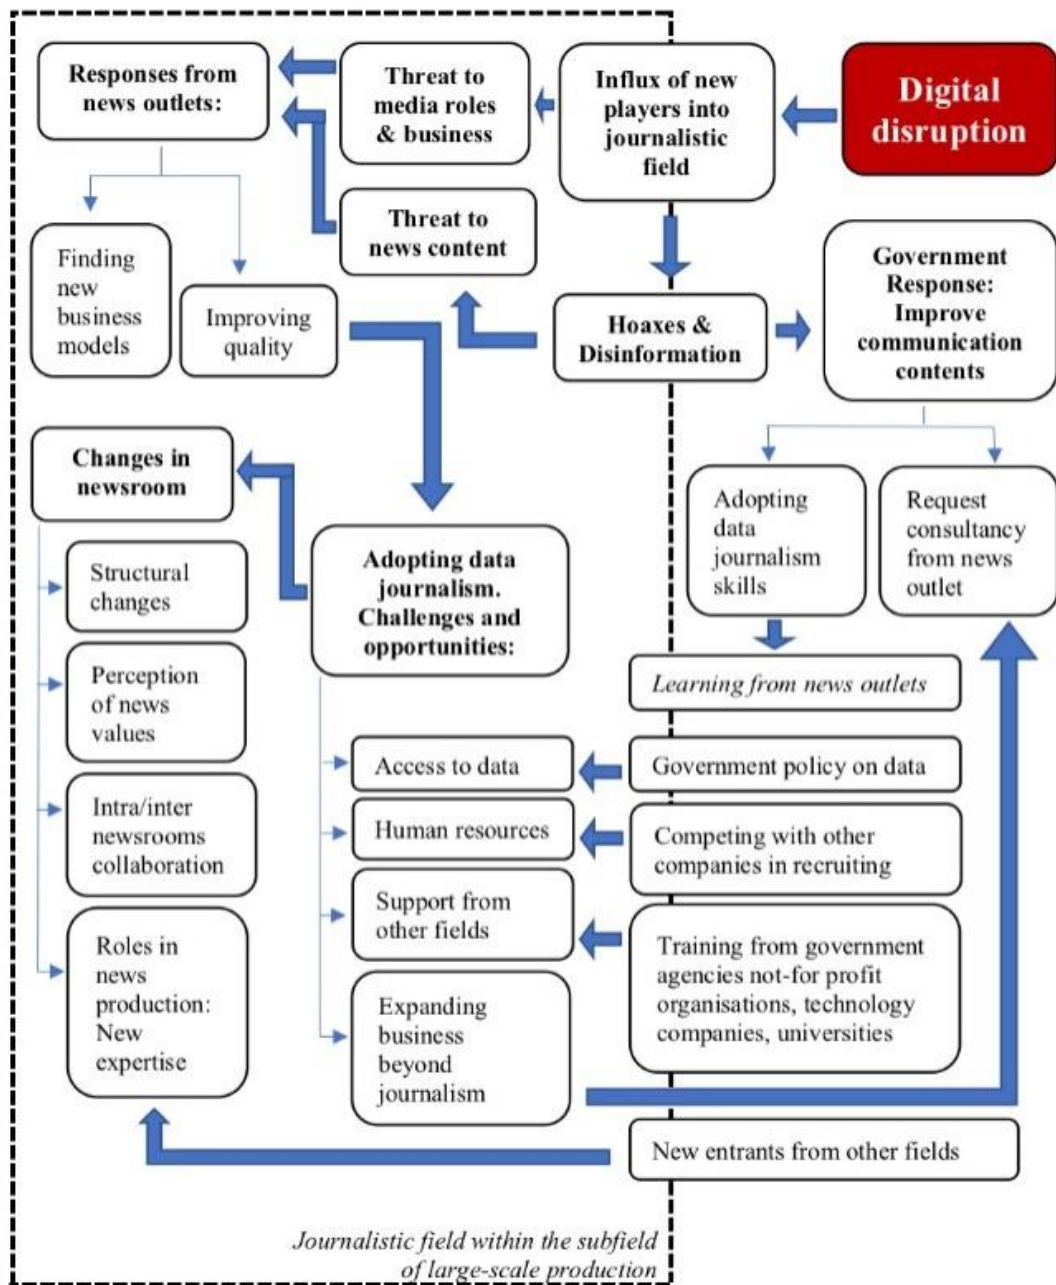 Responses from
news outlets:
Threat to
media roles
& business
Influx of new
players into
journalistic
field
Digital
disruption
Threat to
news content
Finding
new
business
models
Improving
quality
Hoaxes &
Disinformation
Government
Response:
Improve
communication
contents
Changes in
newsroom
Adopting
data
journalism
skills
Request
consultancy
from news
outlet
Structural
changes
Adopting data
journalism.
Challenges and
opportunities:
Perception
of news
values
Learning from news outlets
Access to data
Government policy on data
Intra/inter
newsrooms
collaboration
Human resources
Competing with other
companies in recruiting
Support from
other fields
Training from government
agencies not-for profit
organisations, technology
companies, universities
Roles in
news
production:
New
expertise
Expanding
business
beyond
journalism
New entrants from other fields
Journalistic field within the subfield
of large-scale production